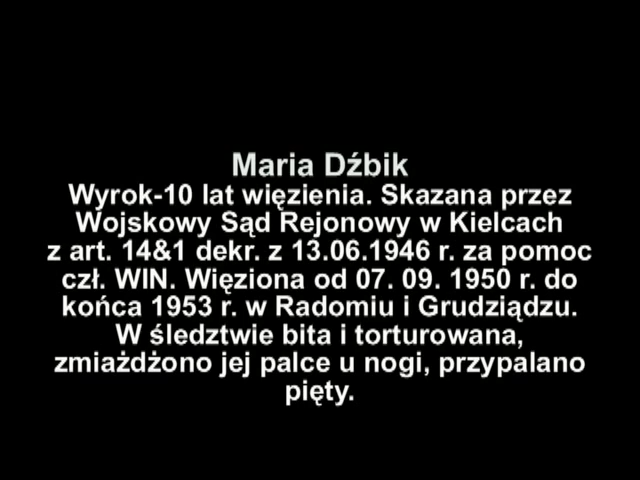 Maria Dźbik
Wyrok-10 lat więzienia. Skazana przez
Wojskowy Sąd Rejonowy w Kielcach
z art. 14&1 dekr. z 13.06.1946 r. za pomoc
czł. WIN. Więziona od 07. 09. 1950 r. do
końca 1953 r. w Radomiu i Grudziądzu.
W śledztwie bita i torturowana,
zmiażdżono jej palce u nogi, przypalano
pięty.